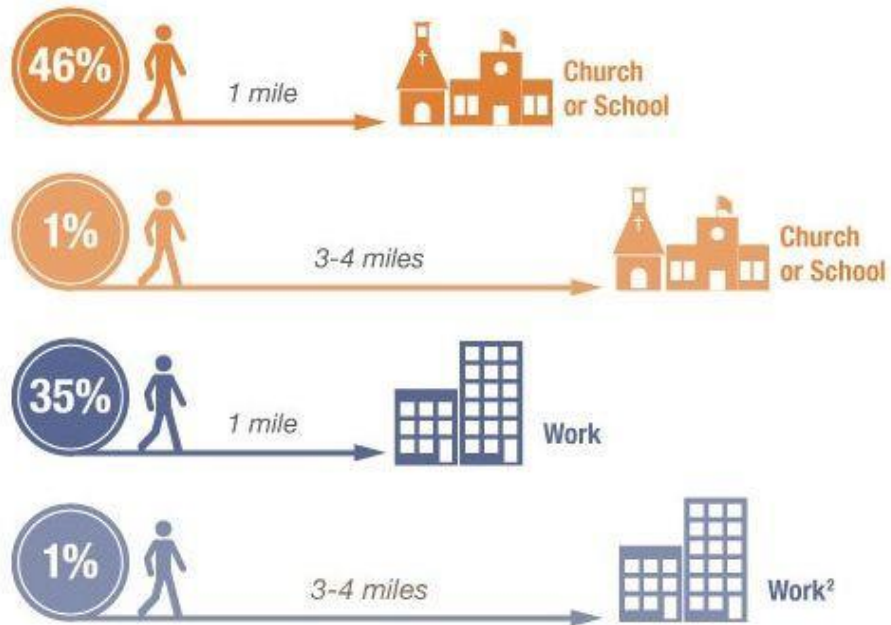 46%
1 mile
Church
or School
1%
3-4 miles
Church
or School
35%
1 mile
Work
1%
3-4 miles
Work²